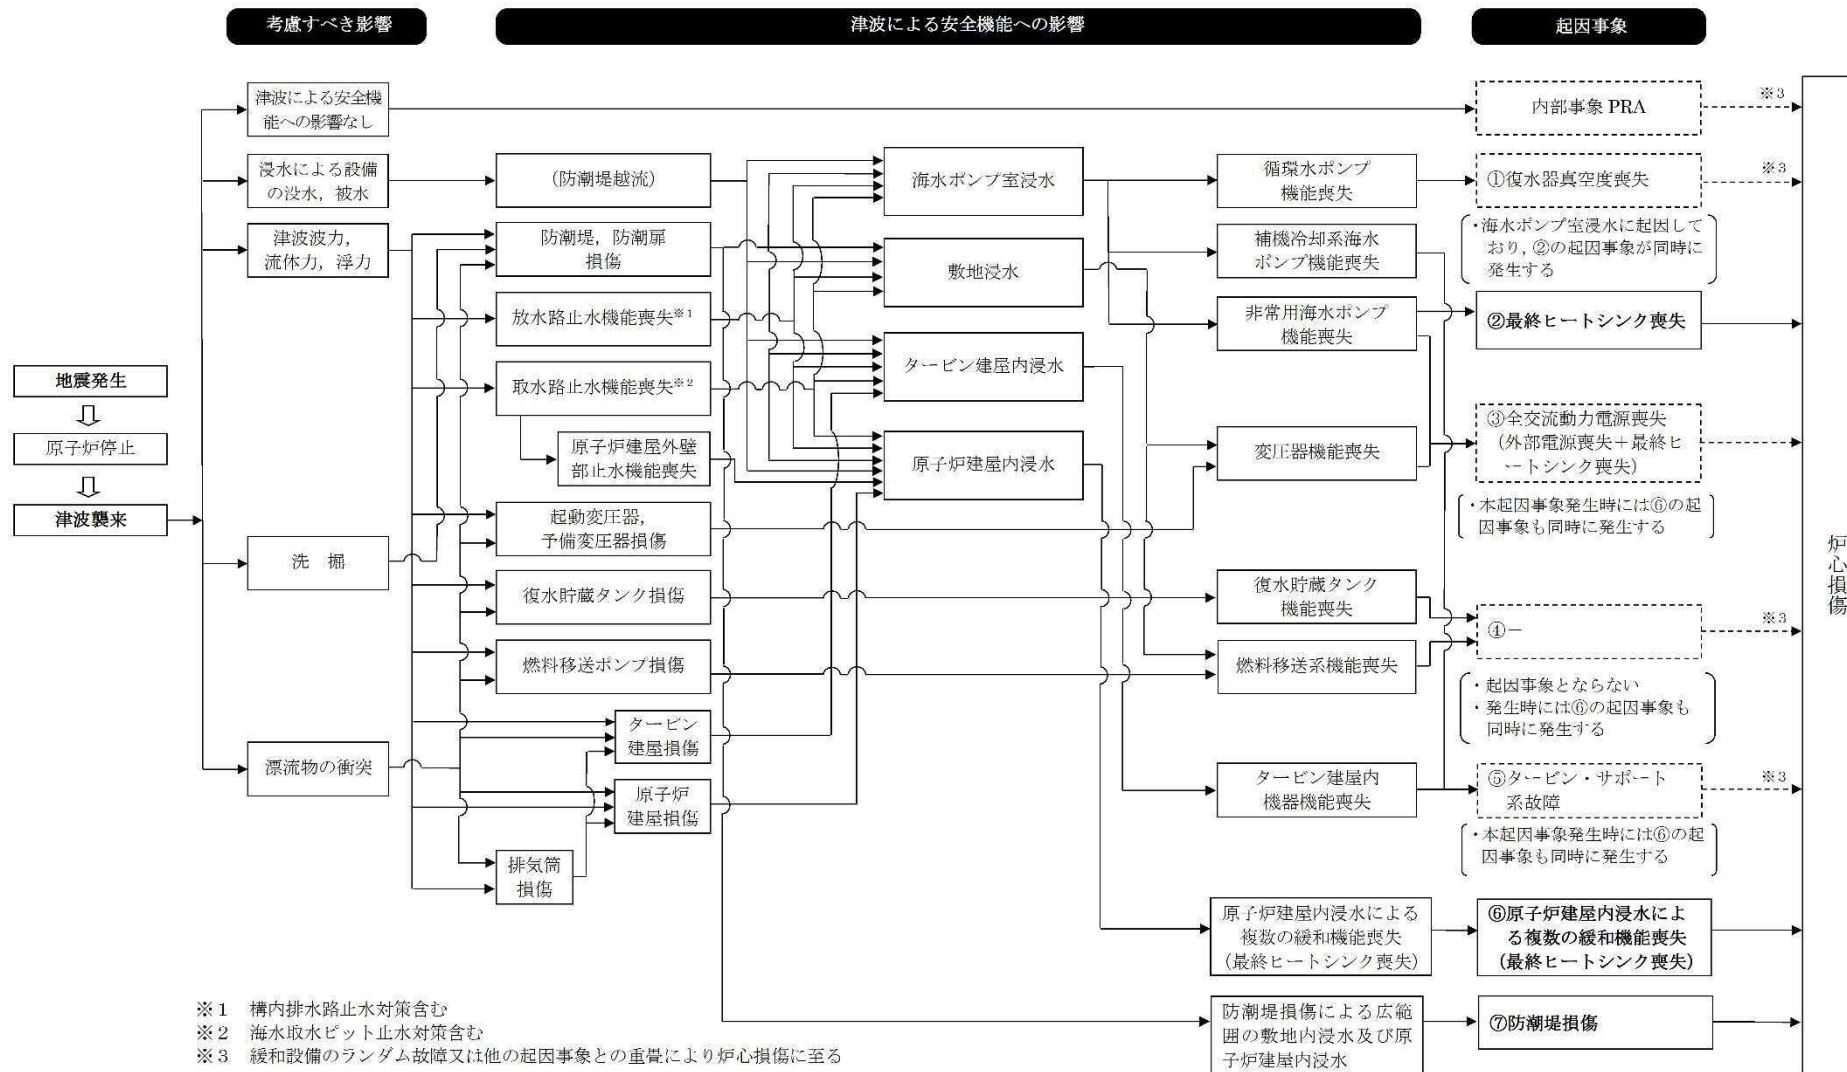 考慮すべき影響
津波による安全機能への影響
起因事象
地震発生
原子炉停止
津波襲来
津波による安全機
能への影響なし
浸水による設備
の没水，被水
津波波力，
流体力，浮力
洗　掘
漂流物の衝突
（防潮堤越流）
防潮堤，防潮扉
損傷
放水路止水機能喪失※1
取水路止水機能喪失※2
原子炉建屋外壁
部止水機能喪失
起動変圧器，
予備変圧器損傷
復水貯蔵タンク損傷
燃料移送ポンプ損傷
タービン
建屋損傷
原子炉
建屋損傷
排気筒
損傷
海水ポンプ室浸水
敷地浸水
タービン建屋内浸水
原子炉建屋内浸水
循環水ポンプ
機能喪失
補機冷却系海水
ポンプ機能喪失
非常用海水ポンプ
機能喪失
変圧器機能喪失
復水貯蔵タンク
機能喪失
燃料移送系機能喪失
タービン建屋内
機器機能喪失
原子炉建屋内浸水による
複数の緩和機能喪失
（最終ヒートシンク喪失）
防潮堤損傷による広範
囲の敷地内浸水及び原
子炉建屋内浸水
内部事象 PRA
※3
①復水器真空度喪失
※3
・海水ポンプ室浸水に起因して
おり，②の起因事象が同時に
発生する
②最終ヒートシンク喪失
③全交流動力電源喪失
（外部電源喪失＋最終ヒ
ートシンク喪失）
※3
・本起因事象発生時には⑥の起
因事象も同時に発生する
④－
※3
・起因事象とならない
・発生時には⑥の起因事象も
同時に発生する
⑤タービン・サポート
系故障
※3
・本起因事象発生時には⑥の起
因事象も同時に発生する
⑥原子炉建屋内浸水によ
る複数の緩和機能喪失
（最終ヒートシンク喪失）
⑦防潮堤損傷
炉心損傷
※1　構内排水路止水対策含む
※2　海水取水ピット止水対策含む
※3　緩和設備のランダム故障又は他の起因事象との重畳により炉心損傷に至る